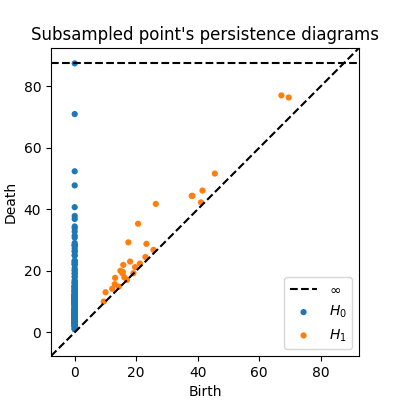 Subsampled point's persistence diagrams
Death
80
60
40
20
0
0 20 40 60 80
Birth
∞
H₀
H₁